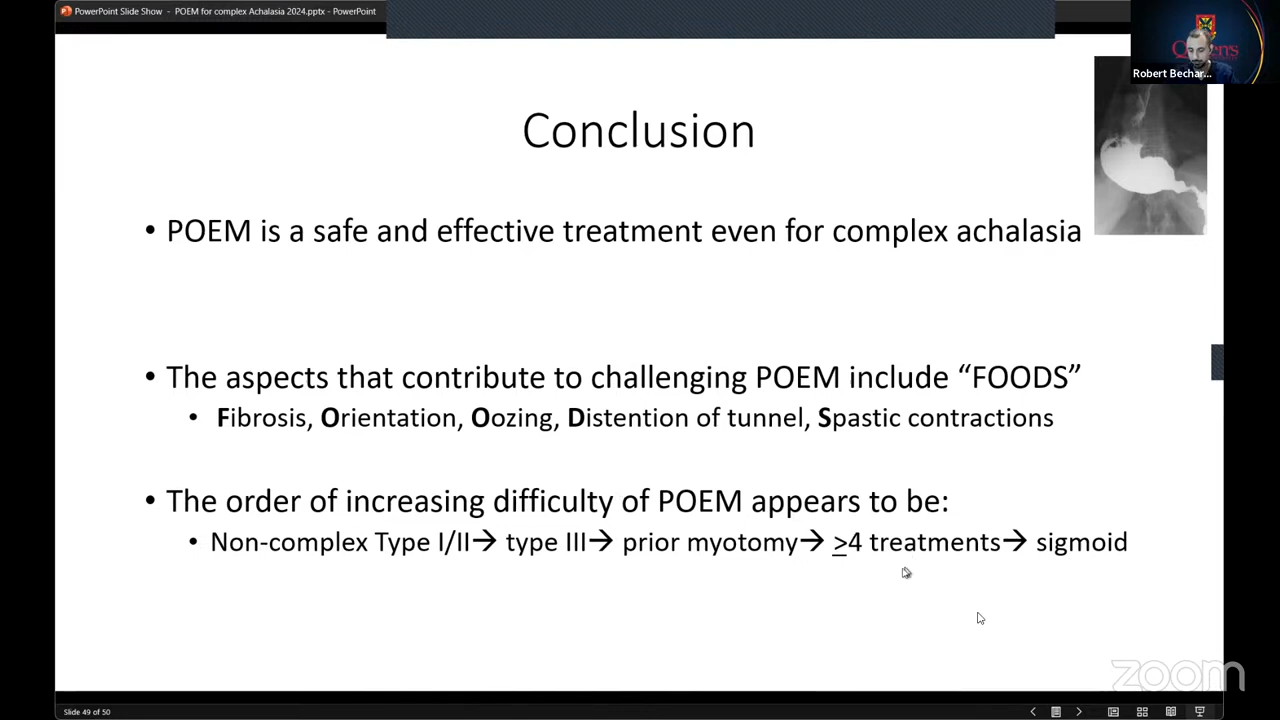 PowerPoint Slide Show - POEM for complex Achalasia 2024.pptx - PowerPoint
Queen's
Robert Bechar...
Conclusion
• POEM is a safe and effective treatment even for complex achalasia
• The aspects that contribute to challenging POEM include “FOODS”
• Fibrosis, Orientation, Oozing, Distention of tunnel, Spastic contractions
• The order of increasing difficulty of POEM appears to be:
• Non-complex Type I/II→ type III→ prior myotomy→ ≥4 treatments→ sigmoid
zoom
Slide 49 of 50